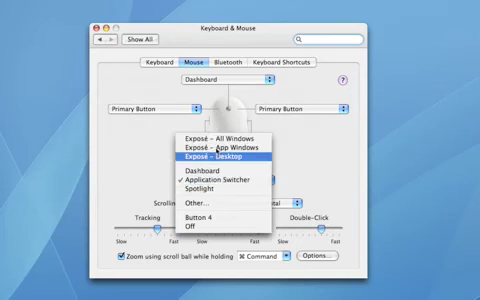 Keyboard & Mouse
Show All
Keyboard Mouse Bluetooth Keyboard Shortcuts
Dashboard
?
Primary Button
Primary Button
Exposé – All Windows
Exposé – App Windows
Exposé – Desktop
Dashboard
✓ Application Switcher
Spotlight
Other...
Button 4
Off
Scrolling
Tracking
Double-Click
Slow Fast Slow Fast Slow Fast
Zoom using scroll ball while holding
⌘ Command
Options...